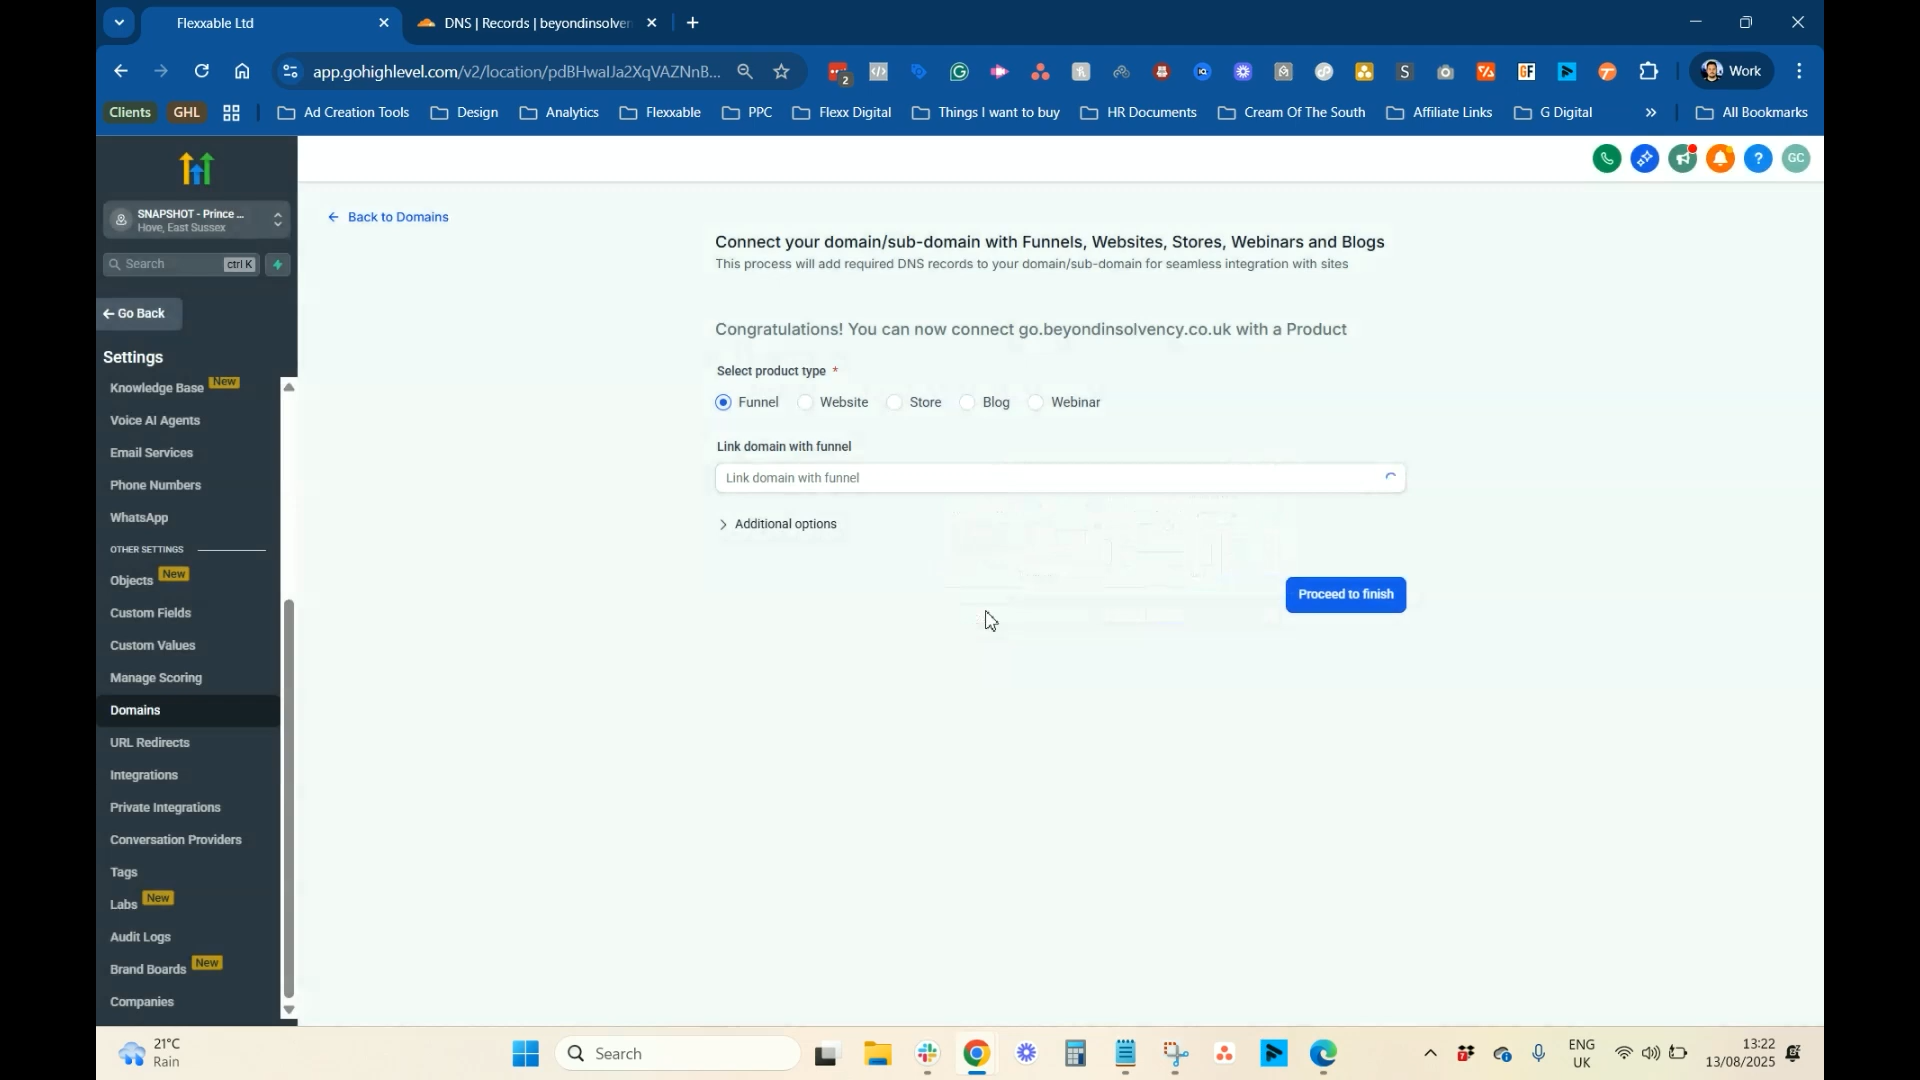 Flexxable Ltd
DNS | Records | beyondinsolven
app.gohighlevel.com/v2/location/pdBHwaIJa2XqVAZNnB...
2
Work
Clients
GHL
Ad Creation Tools
Design
Analytics
Flexxable
PPC
Flexx Digital
Things I want to buy
HR Documents
Cream Of The South
Affiliate Links
G Digital
All Bookmarks
GC
SNAPSHOT - Prince ...
Hove, East Sussex
Search
ctrl K
Go Back
Settings
Knowledge Base New
Voice AI Agents
Email Services
Phone Numbers
WhatsApp
OTHER SETTINGS
Objects New
Custom Fields
Custom Values
Manage Scoring
Domains
URL Redirects
Integrations
Private Integrations
Conversation Providers
Tags
Labs New
Audit Logs
Brand Boards New
Companies
Back to Domains
Connect your domain/sub-domain with Funnels, Websites, Stores, Webinars and Blogs
This process will add required DNS records to your domain/sub-domain for seamless integration with sites
Congratulations! You can now connect go.beyondinsolvency.co.uk with a Product
Select product type *
Funnel
Website
Store
Blog
Webinar
Link domain with funnel
Link domain with funnel
Additional options
Proceed to finish
21°C
Rain
Search
ENG
UK
13:22
13/08/2025